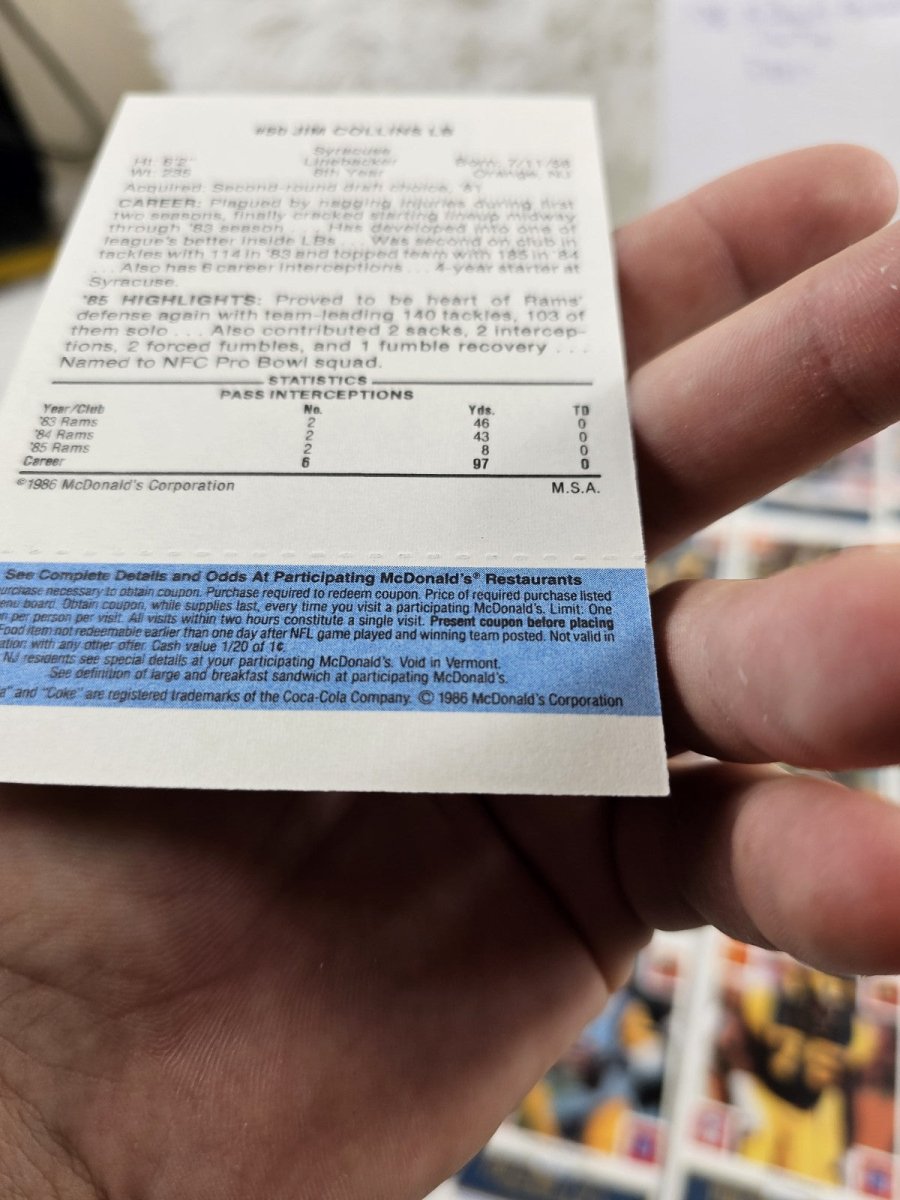 JIM COLLINS LB
Syracuse
Ht: 6'2" Linebacker Born:
Wt: 235 6th Year Orange, NJ
Acquired: Second-round draft choice, '81
CAREER: Plagued by nagging injuries during first
two seasons, finally cracked starting lineup midway
through '83 season . . . Has developed into one of
league's better inside LBs . . . Was second on club in
tackles with 114 in '83 and topped team with 185 in '84
. . . Also has 6 career interceptions . . . 4-year starter at
Syracuse.
'85 HIGHLIGHTS: Proved to be heart of Rams'
defense again with team-leading 140 tackles, 103 of
them solo . . . Also contributed 2 sacks, 2 intercep-
tions, 2 forced fumbles, and 1 fumble recovery . . .
Named to NFC Pro Bowl squad.
STATISTICS
PASS INTERCEPTIONS
Year/Club No. Yds. TD
'83 Rams 2 46 0
'84 Rams 2 43 0
'85 Rams 2 8 0
Career 6 97 0
©1986 McDonald's Corporation M.S.A.
See Complete Details and Odds At Participating McDonald's® Restaurants
urchase necessary to obtain coupon. Purchase required to redeem coupon. Price of required purchase listed
enu board. Obtain coupon, while supplies last, every time you visit a participating McDonald's. Limit: One
n per person per visit. All visits within two hours constitute a single visit. Present coupon before placing
Food item not redeemable earlier than one day after NFL game played and winning team posted. Not valid in
ation with any other offer. Cash value 1/20 of 1¢.
NJ residents see special details at your participating McDonald's. Void in Vermont.
See definition of large and breakfast sandwich at participating McDonald's.
a" and "Coke" are registered trademarks of the Coca-Cola Company. © 1986 McDonald's Corporation